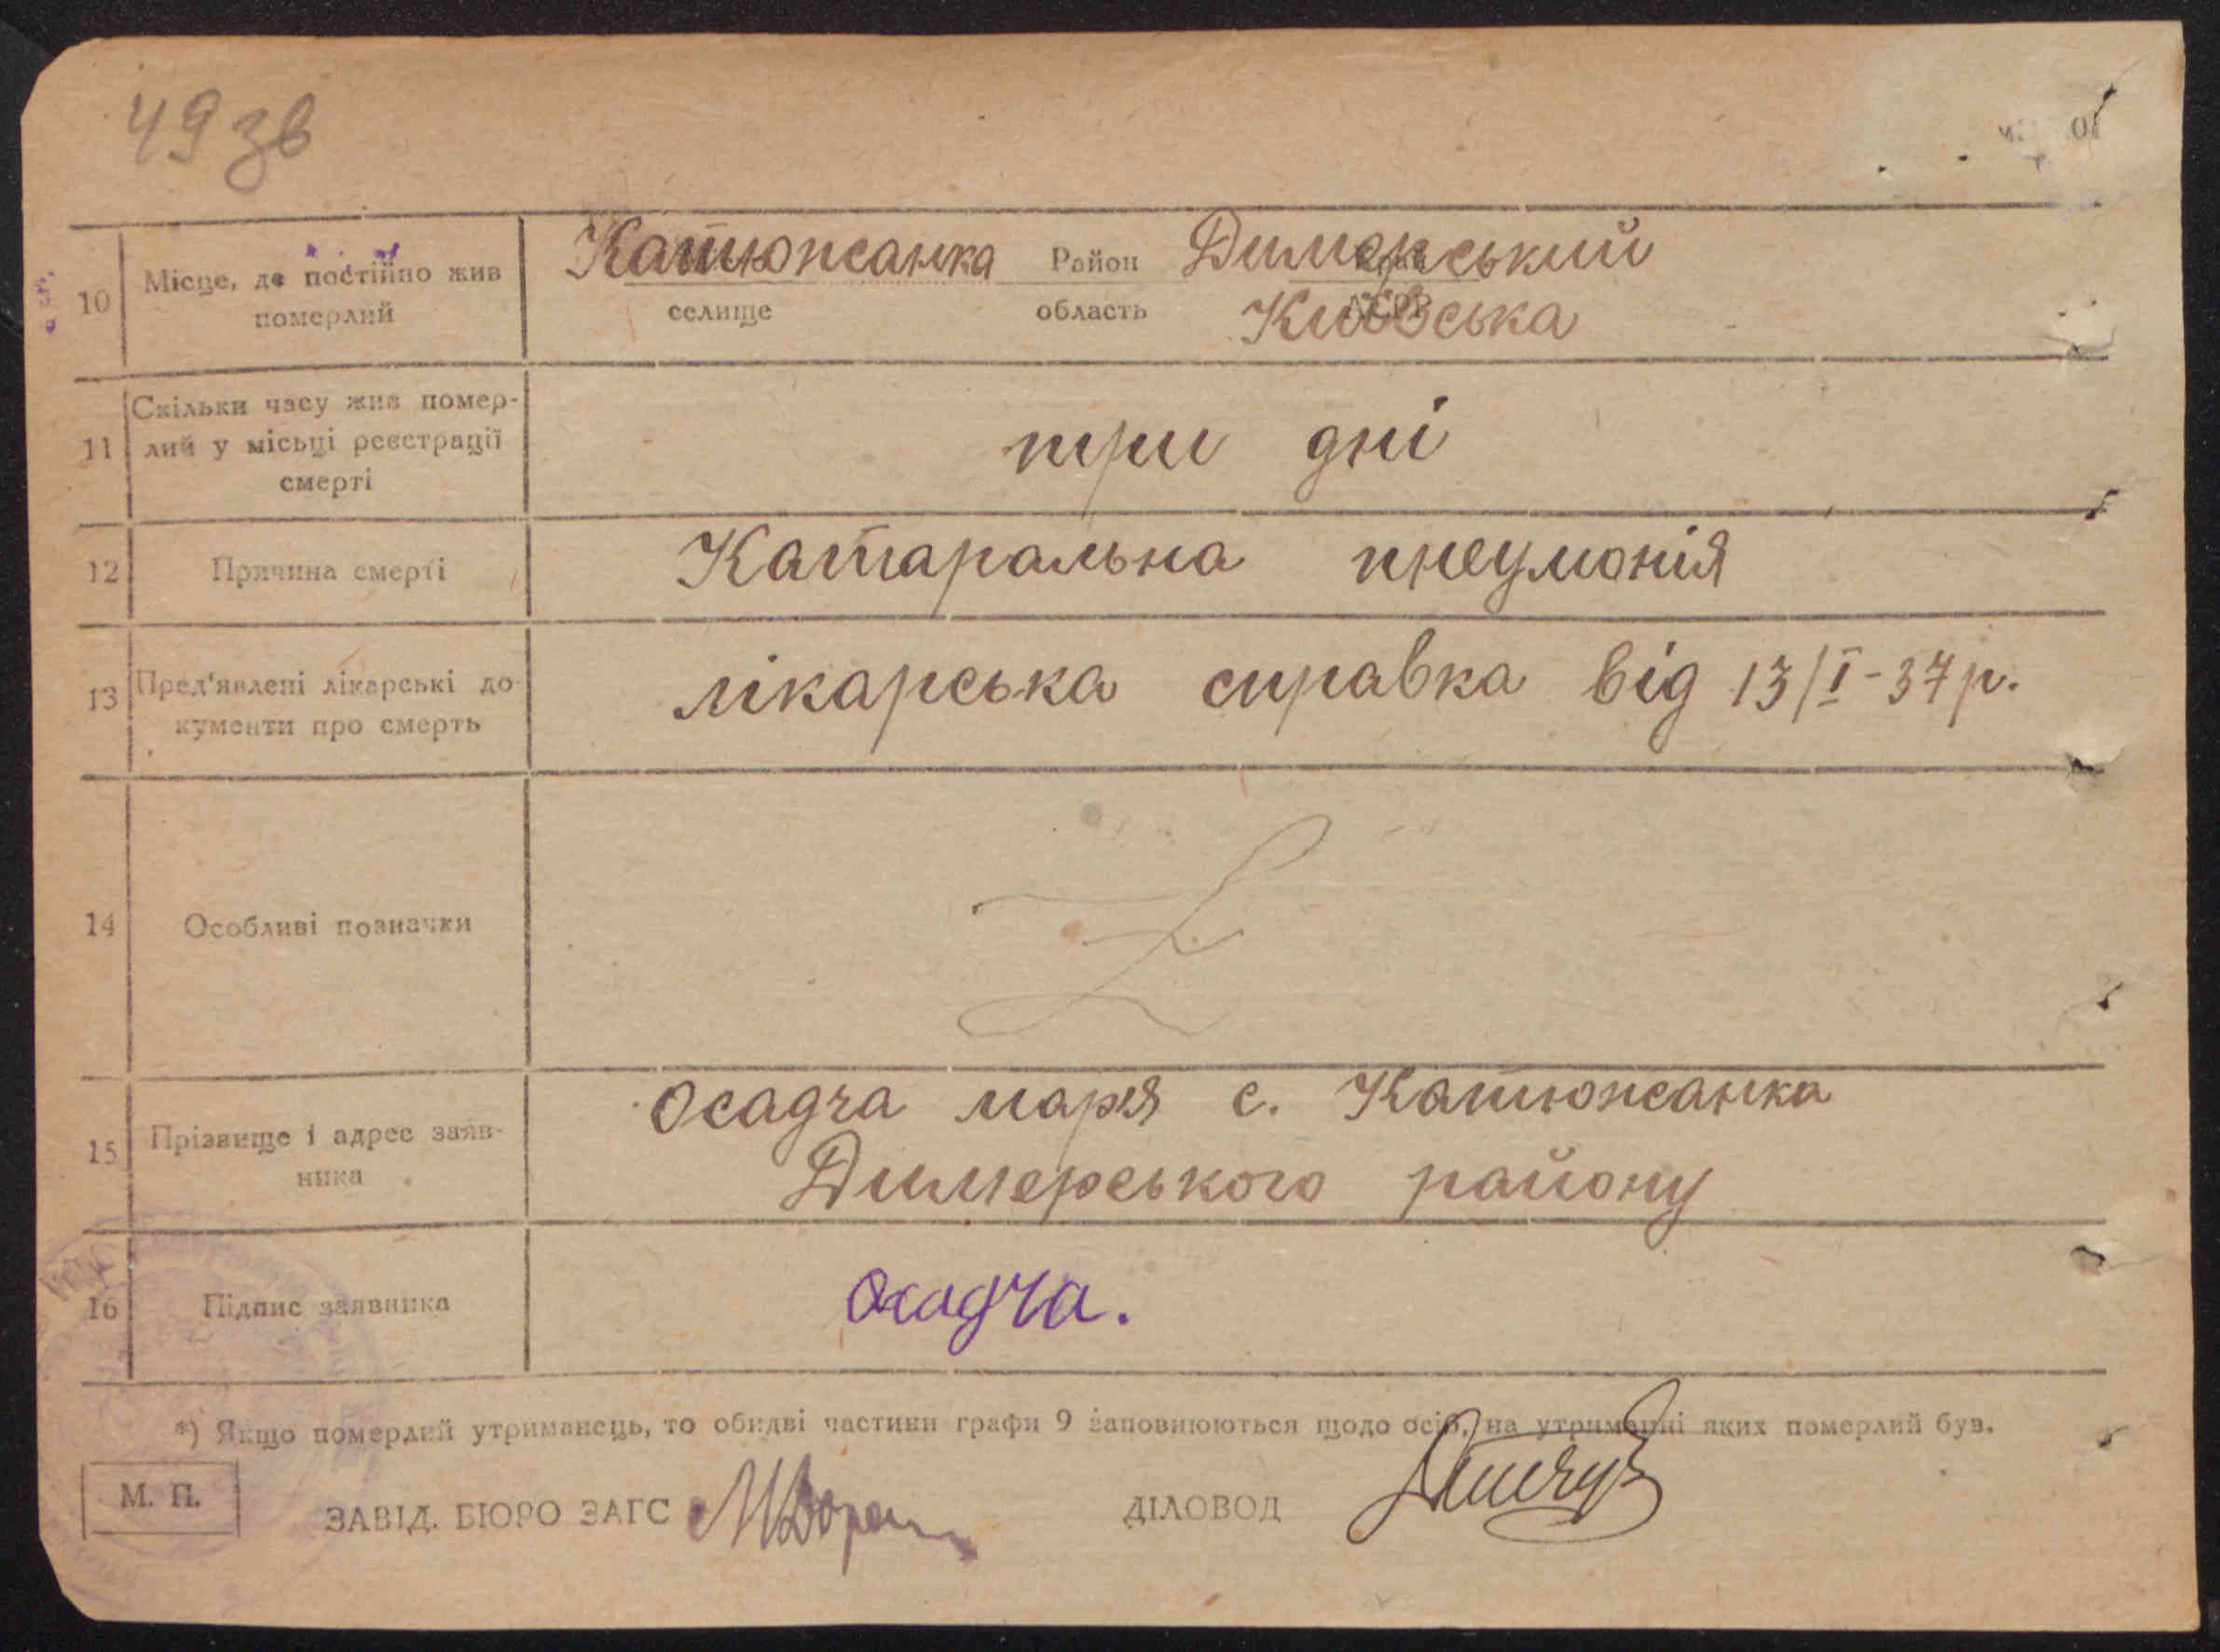 49 зв
10 Місце, де постійно жив Катюжанка Район Димерський
померлий селище область Київська
Скільки часу жив помер-
11 лий у місьці реєстрації три дні
смерті
12 Причина смерті Катаральна пнеумонія
13 Пред'явлені лікарські до- лікарська справка від 13/I-37р.
кументи про смерть
14 Особливі позначки
15 Прізвище і адрес заяв- Осадча марія с. Катюжанка
ника Димерського району
16 Підпис заявника Осадча.
*) Якщо померлий утриманець, то обидві частини графи 9 заповнюються щодо осіб, на утриманні яких померлий був.
М. П.
ЗАВІД. БЮРО ЗАГС ДІЛОВОД